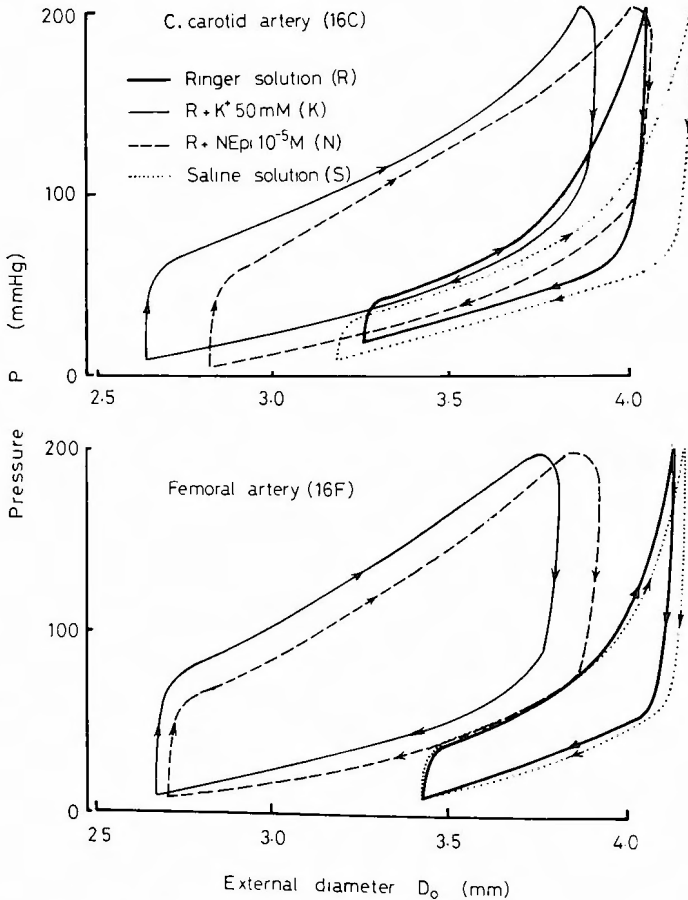 200
C. carotid artery (16C)
Ringer solution (R)
R + K⁺ 50 mM (K)
R + NEpi 10⁻⁵M (N)
Saline solution (S)
100
0
2.5 3.0 3.5 4.0
Pressure P (mmHg)
200
Femoral artery (16F)
100
0
2.5 3.0 3.5 4.0
External diameter Dₒ (mm)